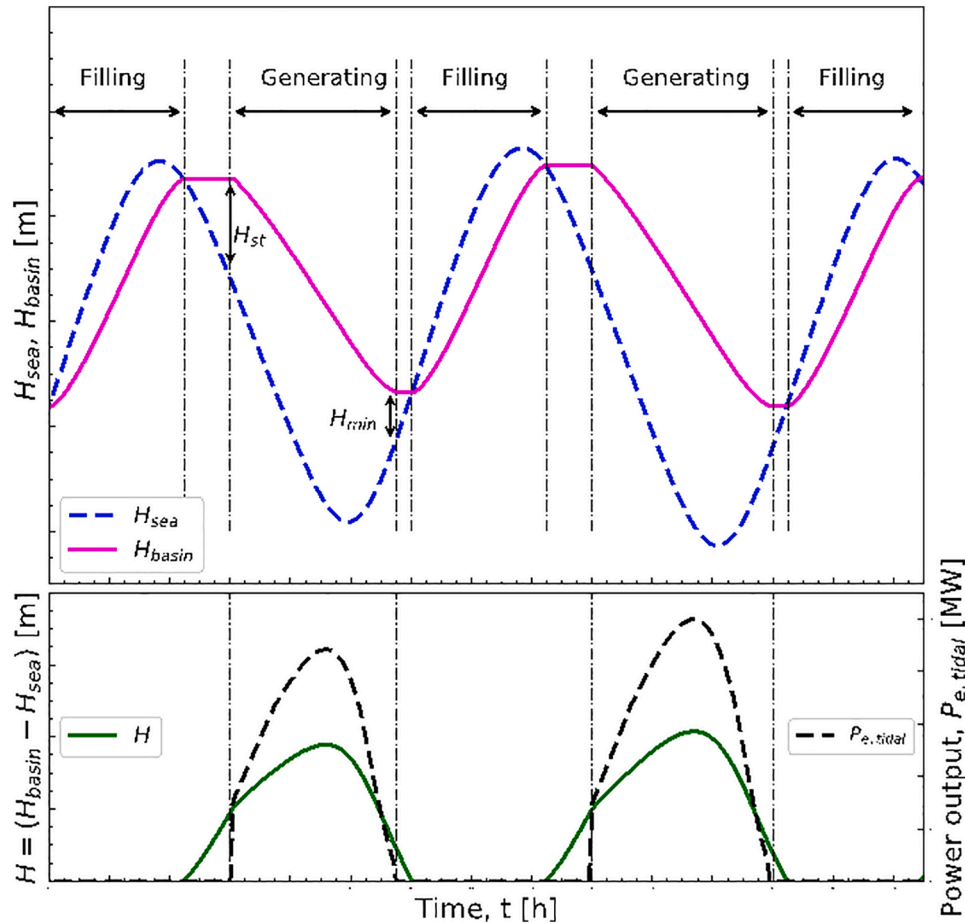 Filling
Generating
Filling
Generating
Filling
H_sea, H_basin [m]
H_st
H_min
H_sea
H_basin
H = (H_basin − H_sea) [m]
H
P_e,tidal
Power output, P_e,tidal [MW]
Time, t [h]